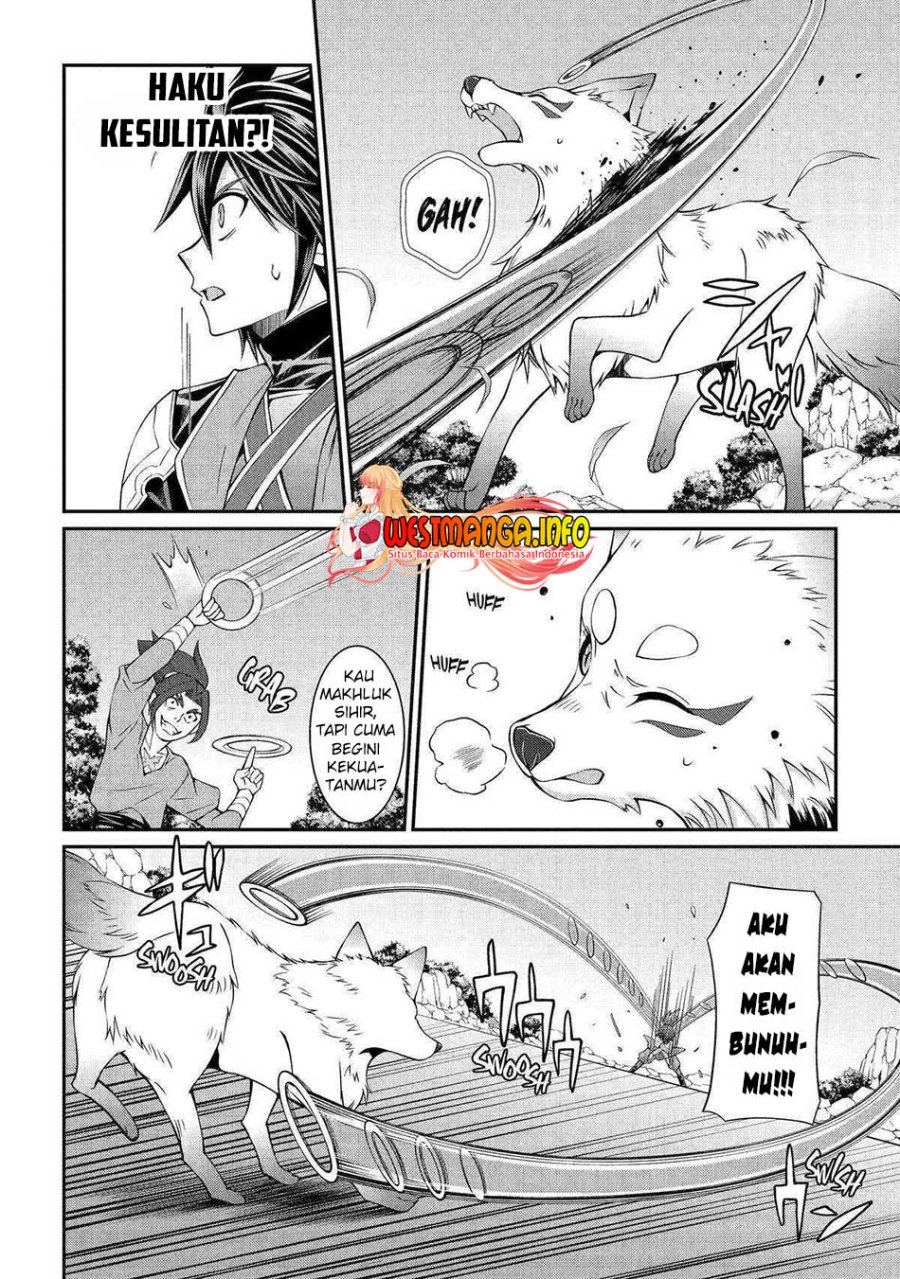 HAKU
KESULITAN?!
GAH!
メ
SLASH
WESTMANGA.INFO
Situs Baca Komik Berbahasa Indonesia
HUFF
HUFF
GRAB
KAU
MAKHLUK
SIHIR,
TAPI CUMA
BEGINI
KEKUA-
TANMU?
SWOOSH
SWOOSH
AKU
AKAN
MEM-
BUNUH-
MU!!!
SWISH